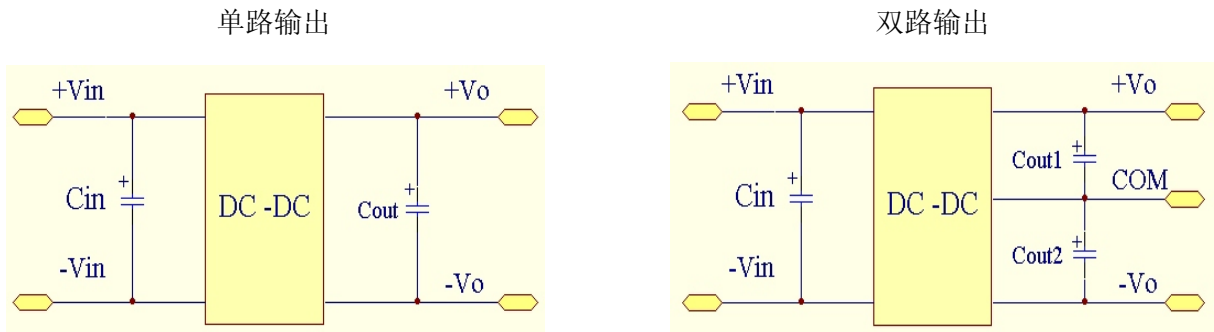 单路输出
+Vin
+Vo
Cin
+
DC -DC
+
Cout
-Vin
-Vo
双路输出
+Vin
+Vo
Cin
+
DC -DC
Cout1
+
COM
Cout2
+
-Vin
-Vo